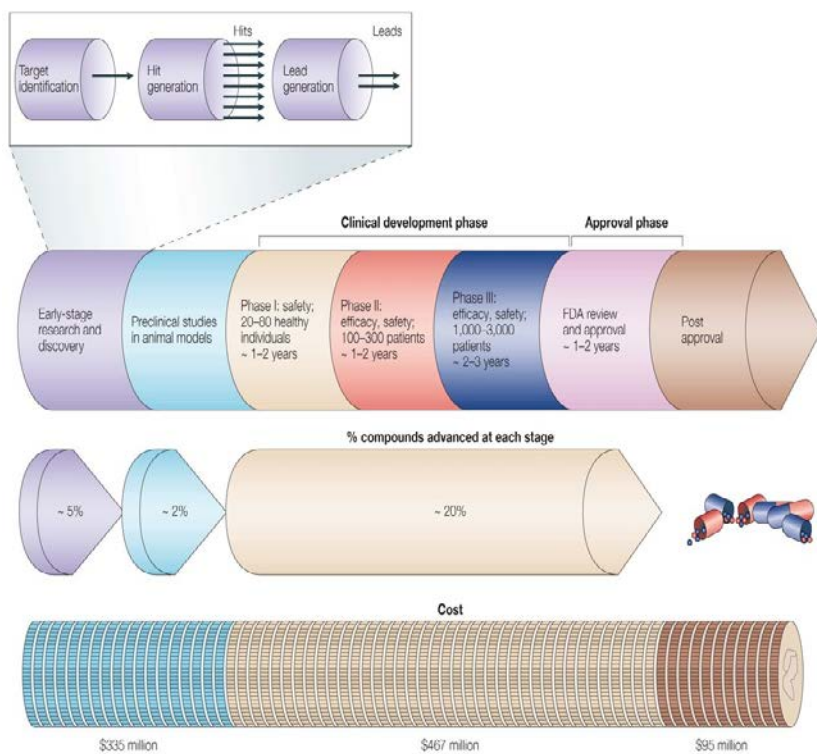 Hits
Leads
Target
identification
Hit
generation
Lead
generation
Clinical development phase
Approval phase
Early-stage
research and
discovery
Preclinical studies
in animal models
Phase I: safety;
20–80 healthy
individuals
~ 1–2 years
Phase II:
efficacy, safety;
100–300 patients
~ 1–2 years
Phase III:
efficacy, safety;
1,000–3,000
patients
~ 2–3 years
FDA review
and approval
~ 1–2 years
Post
approval
% compounds advanced at each stage
~ 5%
~ 2%
~ 20%
Cost
$335 million
$467 million
$95 million